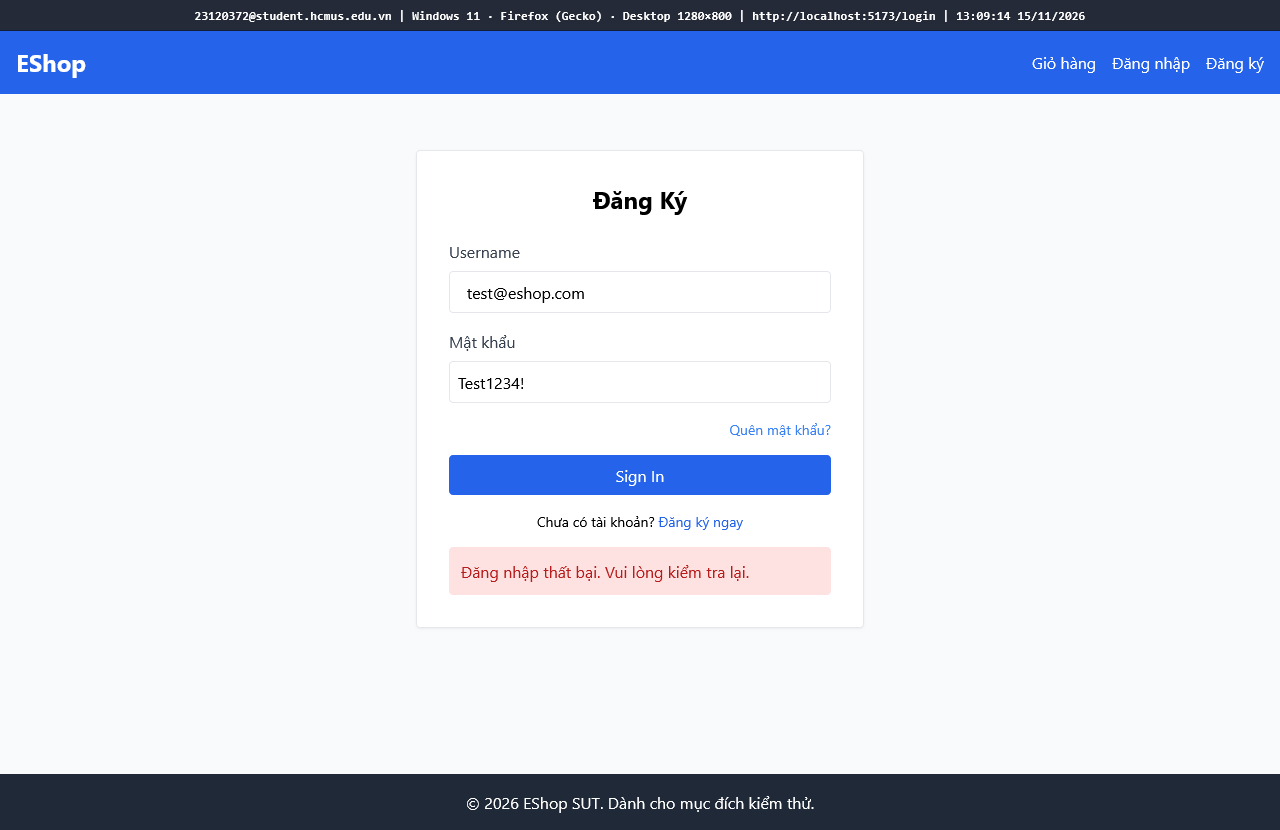 23120372@student.hcmus.edu.vn | Windows 11 · Firefox (Gecko) · Desktop 1280×800 | http://localhost:5173/login | 13:09:14 15/11/2026
EShop
Giỏ hàng Đăng nhập Đăng ký
Đăng Ký
Username
test@eshop.com
Mật khẩu
Test1234!
Quên mật khẩu?
Sign In
Chưa có tài khoản? Đăng ký ngay
Đăng nhập thất bại. Vui lòng kiểm tra lại.
© 2026 EShop SUT. Dành cho mục đích kiểm thử.